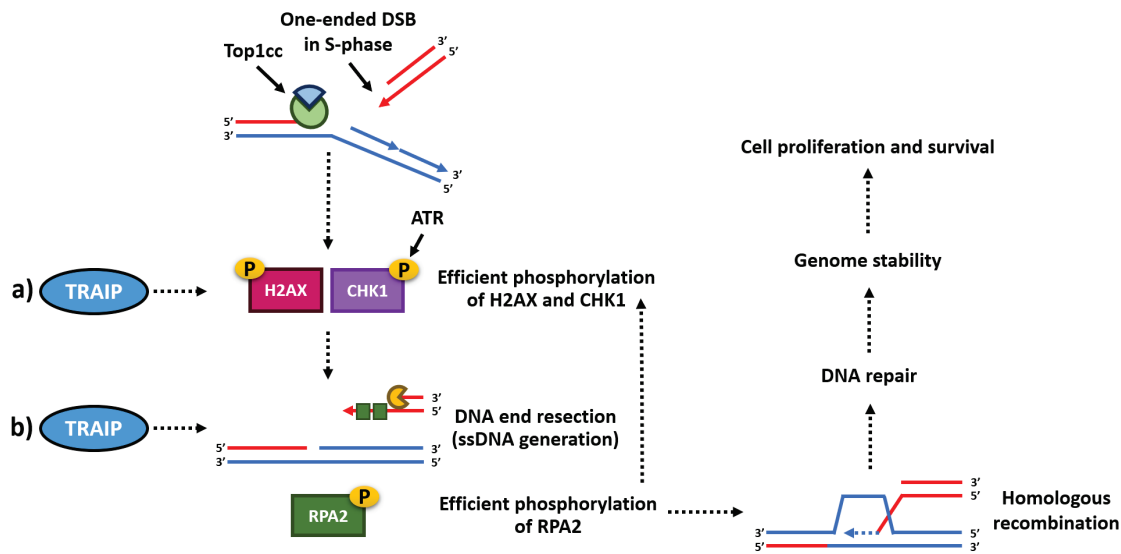 One-ended DSB
in S-phase
Top1cc
3’
5’
5’
3’
3’
5’
ATR
P
P
a)
TRAIP
H2AX
CHK1
Efficient phosphorylation
of H2AX and CHK1
b)
TRAIP
3’
5’
DNA end resection
(ssDNA generation)
5’
3’
3’
5’
P
RPA2
Efficient phosphorylation
of RPA2
Cell proliferation and survival
Genome stability
DNA repair
3’
5’
Homologous
recombination
3’
5’
5’
3’